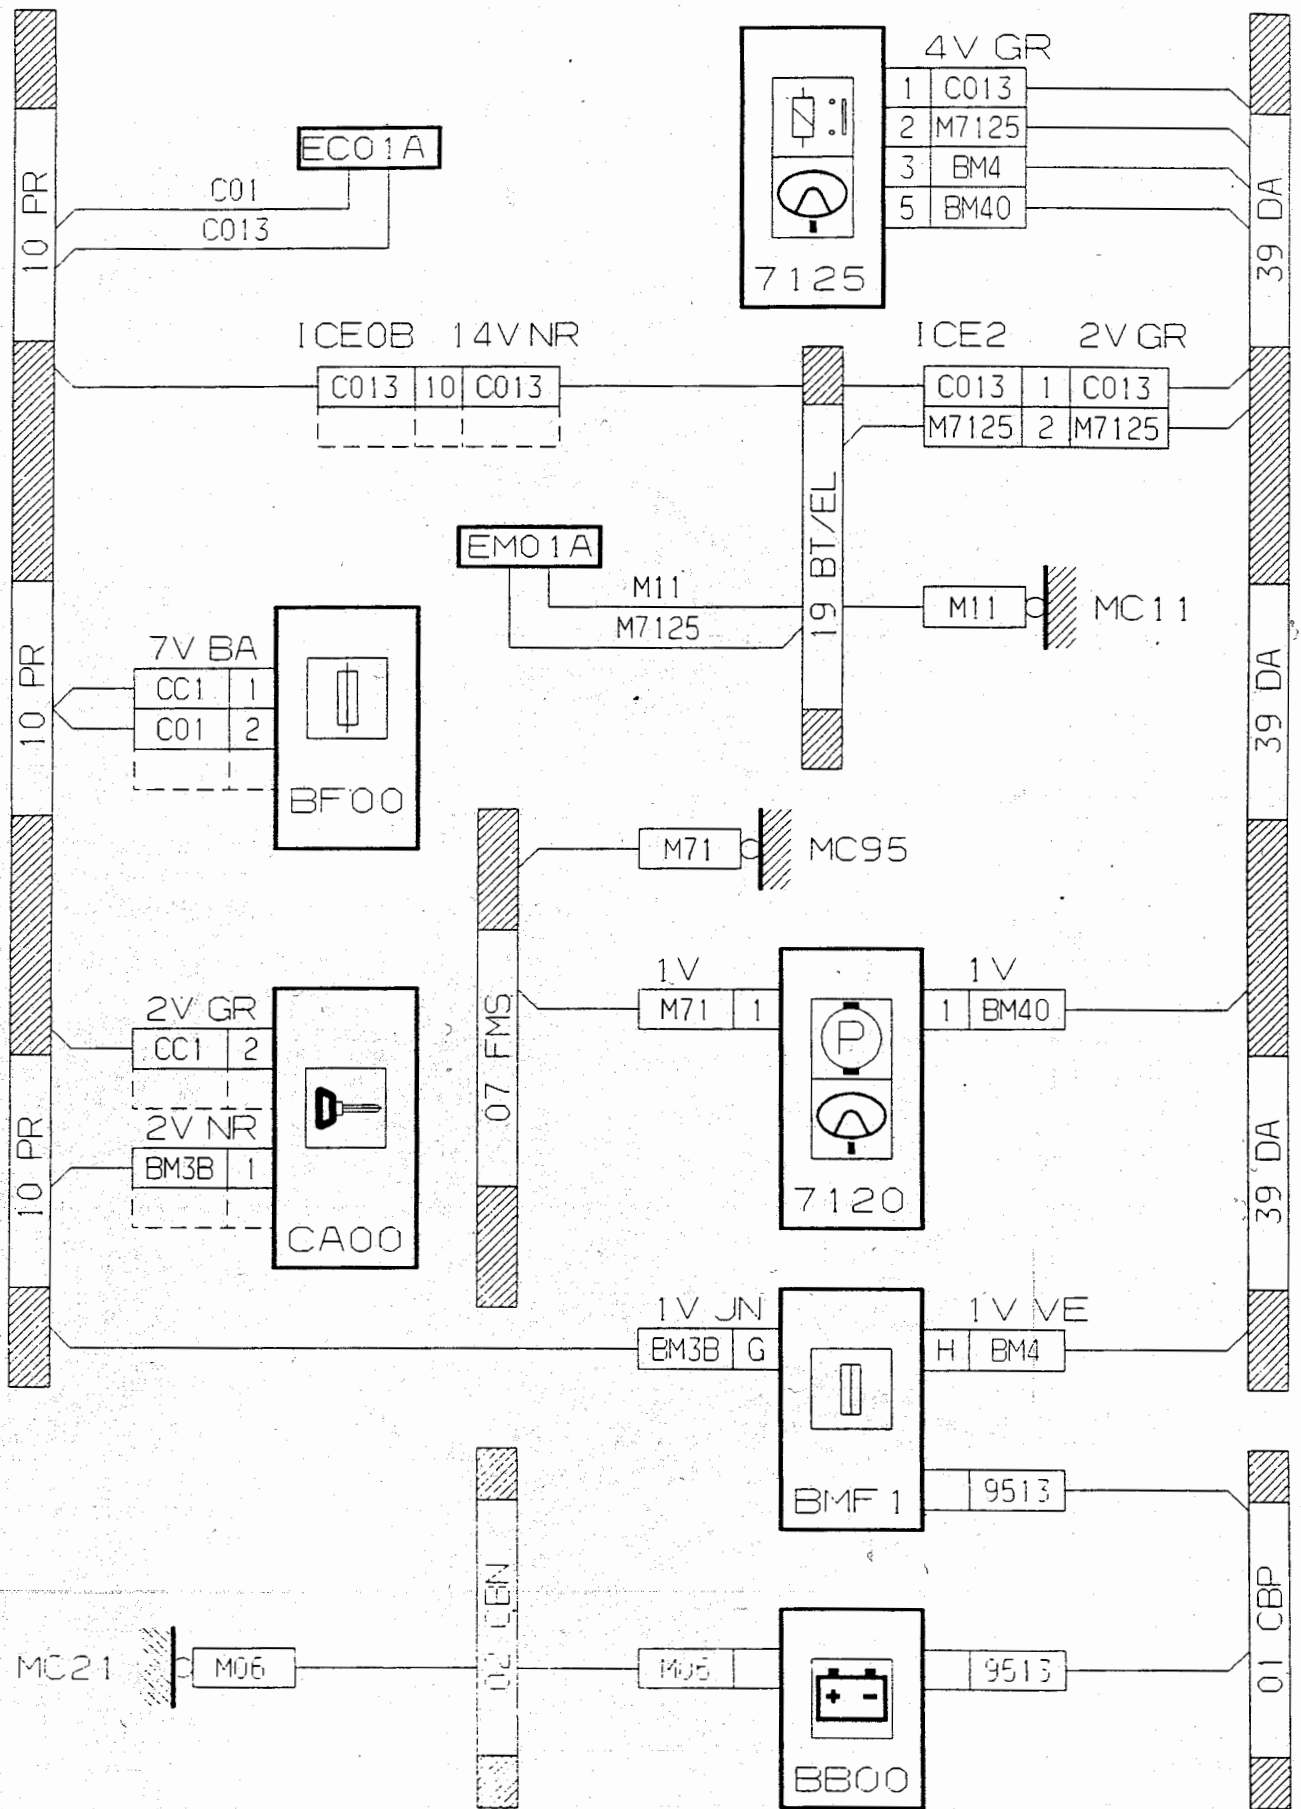 4V GR
1 C013
2 M7125
3 BM4
5 BM40
7125
10 PR
EC01A
C01
C013
39 DA
ICE0B 14V NR
C013 10 C013
ICE2 2V GR
C013 1 C013
M7125 2 M7125
19 BT/EL
EM01A
M11
M7125
M11
MC11
10 PR
7V BA
CC1 1
C01 2
BF00
39 DA
M71
MC95
07 FMS
1V
M71 1
7120
1V
1 BM40
10 PR
2V GR
CC1 2
2V NR
BM3B 1
CA00
39 DA
1V JN
BM3B G
1V VE
H BM4
BMF1
9513
01 CBP
02 CBN
MC21
M06
M06
9513
BB00